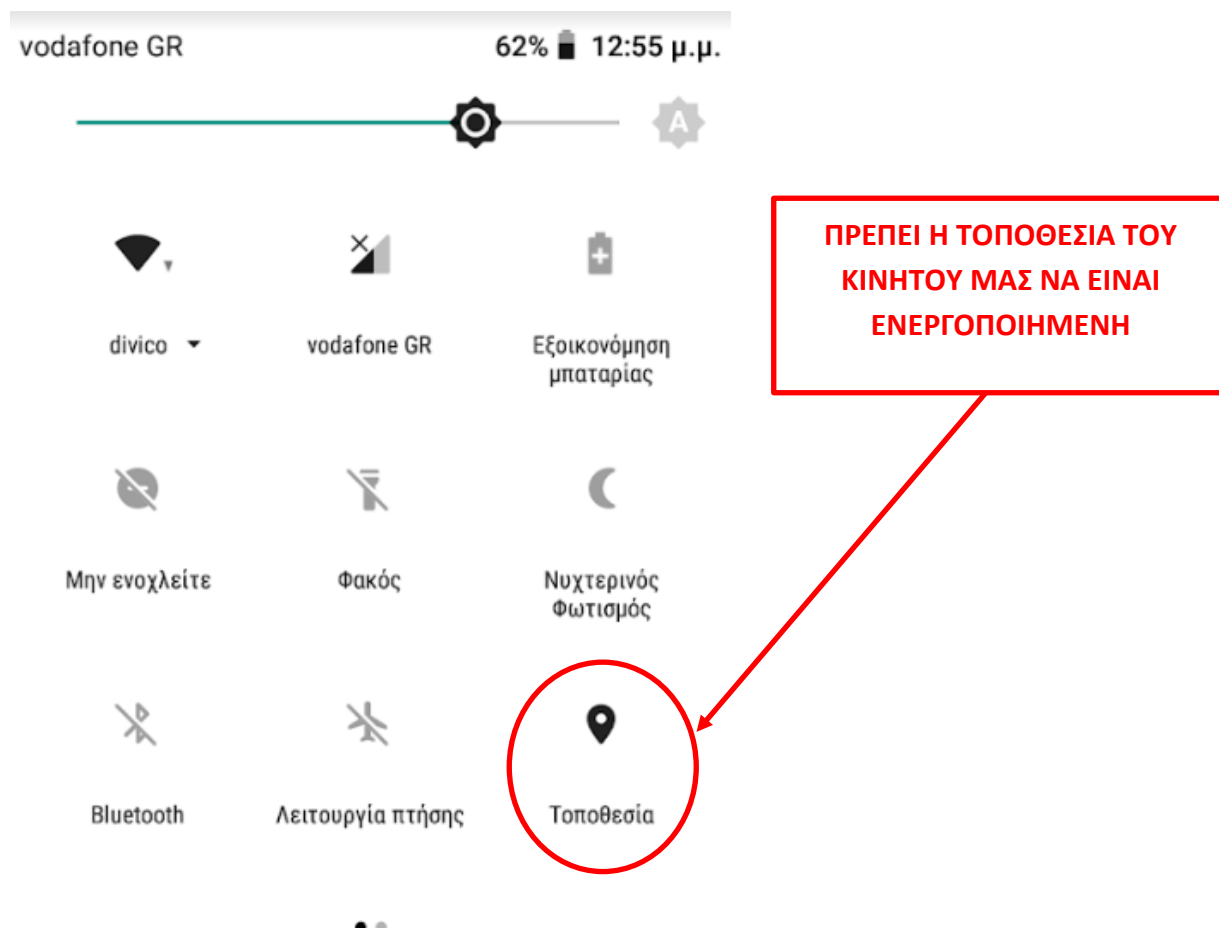 vodafone GR 62% 12:55 μ.μ.
A
divico
vodafone GR
Εξοικονόμηση
μπαταρίας
ΠΡΕΠΕΙ Η ΤΟΠΟΘΕΣΙΑ ΤΟΥ
ΚΙΝΗΤΟΥ ΜΑΣ ΝΑ ΕΙΝΑΙ
ΕΝΕΡΓΟΠΟΙΗΜΕΝΗ
Μην ενοχλείτε
Φακός
Νυχτερινός
Φωτισμός
Bluetooth
Λειτουργία πτήσης
Τοποθεσία